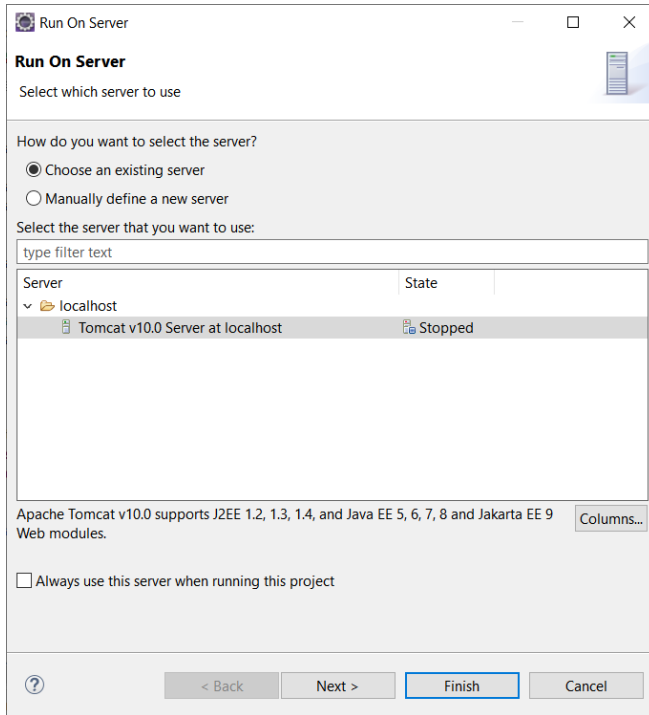 Run On Server
Run On Server
Select which server to use
How do you want to select the server?
Choose an existing server
Manually define a new server
Select the server that you want to use:
type filter text
Server State
localhost
Tomcat v10.0 Server at localhost Stopped
Apache Tomcat v10.0 supports J2EE 1.2, 1.3, 1.4, and Java EE 5, 6, 7, 8 and Jakarta EE 9
Web modules.
Columns...
Always use this server when running this project
? < Back Next > Finish Cancel